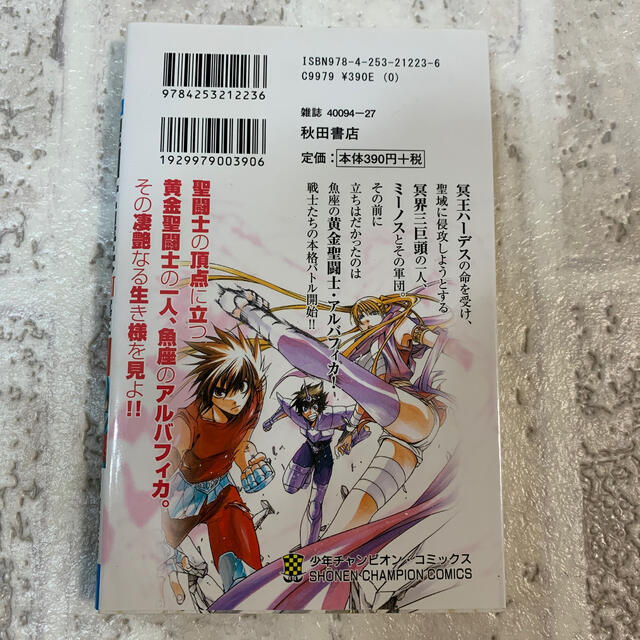 ISBN978-4-253-21223-6
C9979 ¥390E (0)
9784253212236
雑誌 40094-27
秋田書店
1929979003906
定価：本体390円+税
冥王ハーデスの命を受け、
聖域に侵攻しようとする
冥界三巨頭の一人、
ミーノスとその軍団。
その前に
立ちはだかったのは
魚座の黄金聖闘士・アルバフィカ！
戦士たちの本格バトル開始!!
聖闘士の頂点に立つ
黄金聖闘士の一人、魚座のアルバフィカ。
その凄艶なる生き様を見よ!!
少年チャンピオン・コミックス
SHONEN CHAMPION COMICS